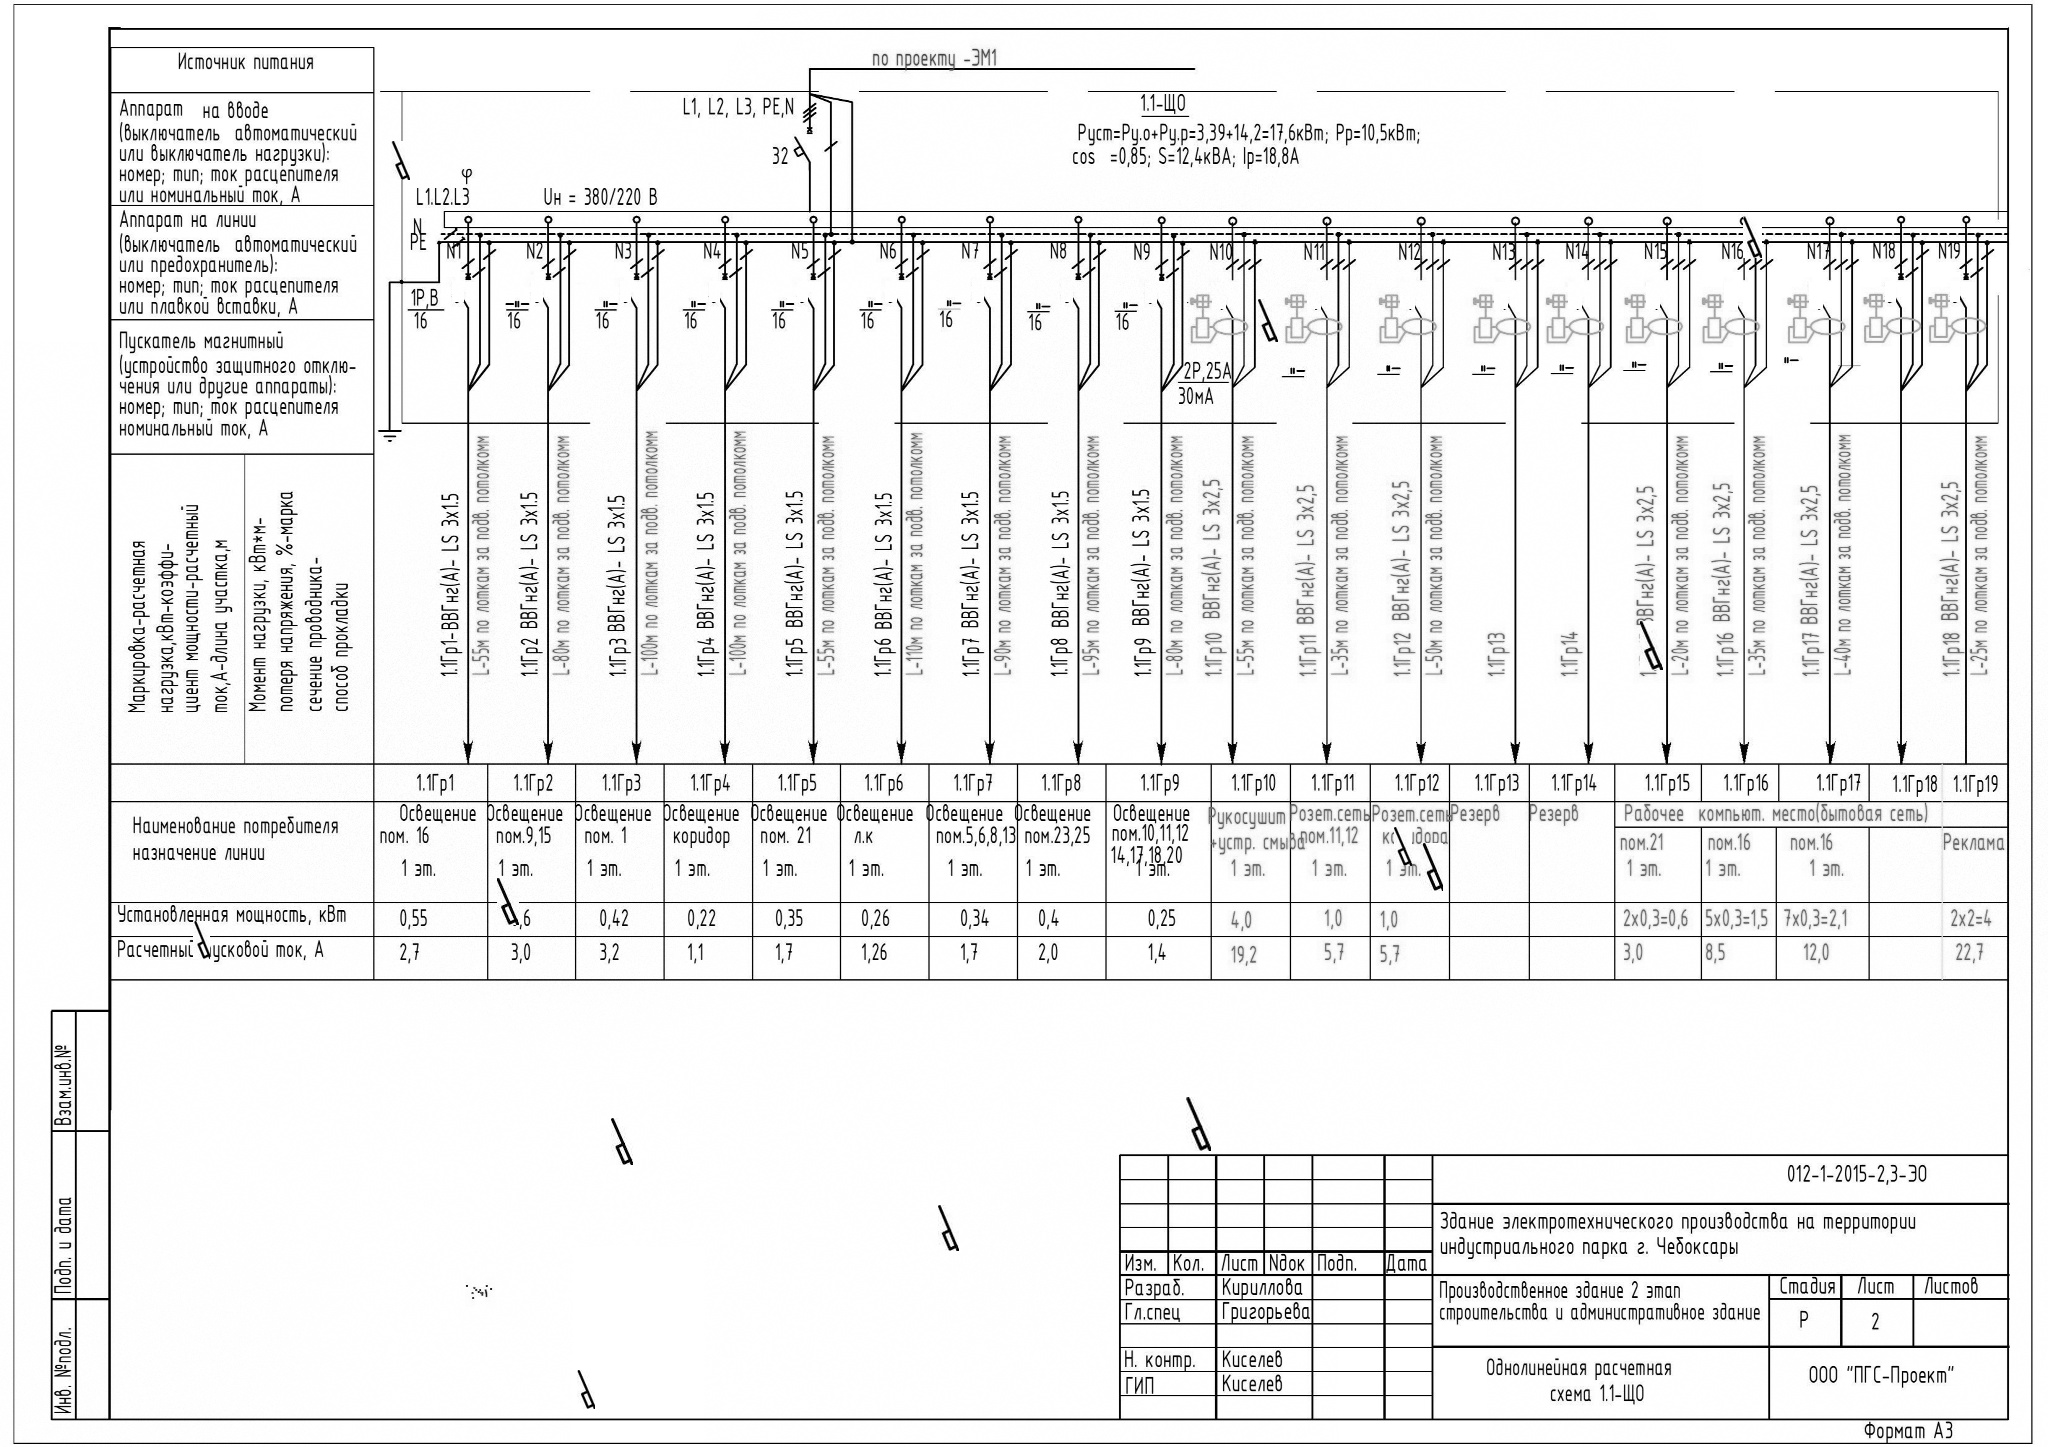 Источник питания
Аппарат на вводе
(выключатель автоматический
или выключатель нагрузки):
номер; тип; ток расцепителя
или номинальный ток, А
Аппарат на линии
(выключатель автоматический
или предохранитель):
номер; тип; ток расцепителя
или плавкой вставки, А
Пускатель магнитный
(устройство защитного отклю-
чения или другие аппараты):
номер; тип; ток расцепителя
номинальный ток, А
Маркировка-расчетная
нагрузка,кВт-коэффи-
циент мощности-расчетный
ток,А-длина участка,м
Момент нагрузки, кВт*м-
потеря напряжения, %-марка
сечение проводника-
способ прокладки
по проекту -ЭМ1
L1, L2, L3, PE,N
32
1.1-ЩО
Руст=Ру.о+Ру.р=3,39+14,2=17,6кВт; Рр=10,5кВт;
cos =0,85; S=12,4кВА; Iр=18,8А
φ
L1.L2.L3
Uн = 380/220 В
N
PE
N1 N2 N3 N4 N5 N6 N7 N8 N9 N10 N11 N12 N13 N14 N15 N16 N17 N18 N19
1Р,В
16
-"- 16
-"- 16
-"- 16
-"- 16
-"- 16
-"- 16
-"- 16
-"- 16
2Р,25А
30мА
-"- -"- -"- -"- -"- -"- -"-
1.1Гр1-ВВГнг(А)- LS 3х1.5
L-55м по лоткам за подв. потолкомм
1.1Гр2 ВВГнг(А)- LS 3х1.5
L-80м по лоткам за подв. потолкомм
1.1Гр3 ВВГнг(А)- LS 3х1.5
L-100м по лоткам за подв. потолкомм
1.1Гр4 ВВГнг(А)- LS 3х1.5
L-100м по лоткам за подв. потолкомм
1.1Гр5 ВВГнг(А)- LS 3х1.5
L-55м по лоткам за подв. потолкомм
1.1Гр6 ВВГнг(А)- LS 3х1.5
L-110м по лоткам за подв. потолкомм
1.1Гр7 ВВГнг(А)- LS 3х1.5
L-90м по лоткам за подв. потолкомм
1.1Гр8 ВВГнг(А)- LS 3х1.5
L-95м по лоткам за подв. потолкомм
1.1Гр9 ВВГнг(А)- LS 3х1.5
L-80м по лоткам за подв. потолкомм
1.1Гр10 ВВГнг(А)- LS 3х2,5
L-55м по лоткам за подв. потолкомм
1.1Гр11 ВВГнг(А)- LS 3х2,5
L-35м по лоткам за подв. потолкомм
1.1Гр12 ВВГнг(А)- LS 3х2,5
L-50м по лоткам за подв. потолкомм
1.1Гр13
1.1Гр14
ВВГнг(А)- LS 3х2,5
L-20м по лоткам за подв. потолкомм
1.1Гр16 ВВГнг(А)- LS 3х2,5
L-35м по лоткам за подв. потолкомм
1.1Гр17 ВВГнг(А)- LS 3х2,5
L-40м по лоткам за подв. потолкомм
1.1Гр18 ВВГнг(А)- LS 3х2,5
L-25м по лоткам за подв. потолкомм
1.1Гр1 1.1Гр2 1.1Гр3 1.1Гр4 1.1Гр5 1.1Гр6 1.1Гр7 1.1Гр8 1.1Гр9 1.1Гр10 1.1Гр11 1.1Гр12 1.1Гр13 1.1Гр14 1.1Гр15 1.1Гр16 1.1Гр17 1.1Гр18 1.1Гр19
Наименование потребителя
назначение линии
Освещение
пом. 16
1 эт.
Освещение
пом.9,15
1 эт.
Освещение
пом. 1
1 эт.
Освещение
коридор
1 эт.
Освещение
пом. 21
1 эт.
Освещение
л.к
1 эт.
Освещение
пом.5,6,8,13
1 эт.
Освещение
пом.23,25
1 эт.
Освещение
пом.10,11,12
14,17,18,20
1 эт.
Рукосушит
+устр. смыва
1 эт.
Розет.сеть
пом.11,12
1 эт.
Розет.сеть
1 эт.
Резерв
Резерв
Рабочее компьют. место(бытовая сеть)
пом.21
1 эт.
пом.16
1 эт.
пом.16
1 эт.
Реклама
Установленная мощность, кВт
0,55 ,6 0,42 0,22 0,35 0,26 0,34 0,4 0,25 4,0 1,0 1,0 2х0,3=0,6 5х0,3=1,5 7х0,3=2,1 2х2=4
Расчетный пусковой ток, А
2,7 3,0 3,2 1,1 1,7 1,26 1,7 2,0 1,4 19,2 5,7 5,7 3,0 8,5 12,0 22,7
Взам.инв.№
Подп. и дата
Инв. №подл.
012-1-2015-2,3-ЭО
Здание электротехнического производства на территории
индустриального парка г. Чебоксары
Изм. Кол. Лист Nдок Подп. Дата
Разраб. Кириллова
Гл.спец Григорьева
Н. контр. Киселев
ГИП Киселев
Производственное здание 2 этап
строительства и административное здание
Стадия Лист Листов
Р 2
Однолинейная расчетная
схема 1.1-ЩО
ООО "ПГС-Проект"
Формат А3